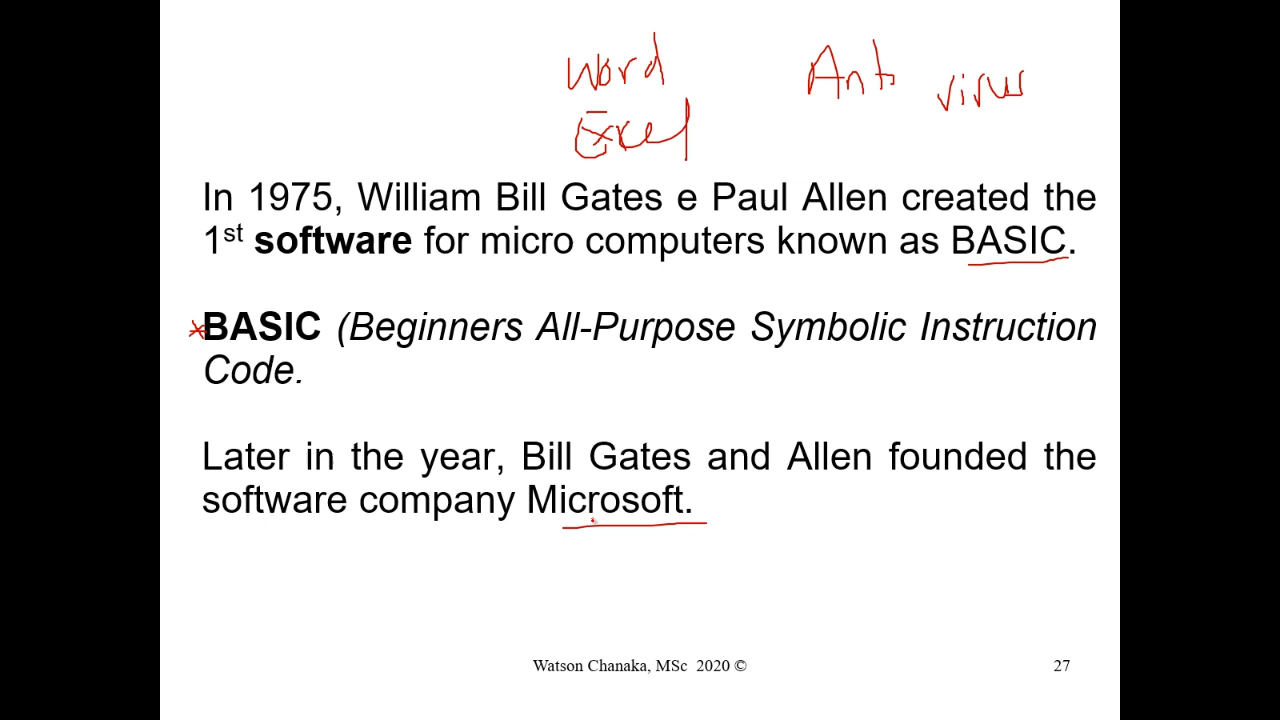 word Anti virus
Excel
In 1975, William Bill Gates e Paul Allen created the
1st software for micro computers known as BASIC.
*BASIC (Beginners All-Purpose Symbolic Instruction
Code.
Later in the year, Bill Gates and Allen founded the
software company Microsoft.
Watson Chanaka, MSc 2020 © 27